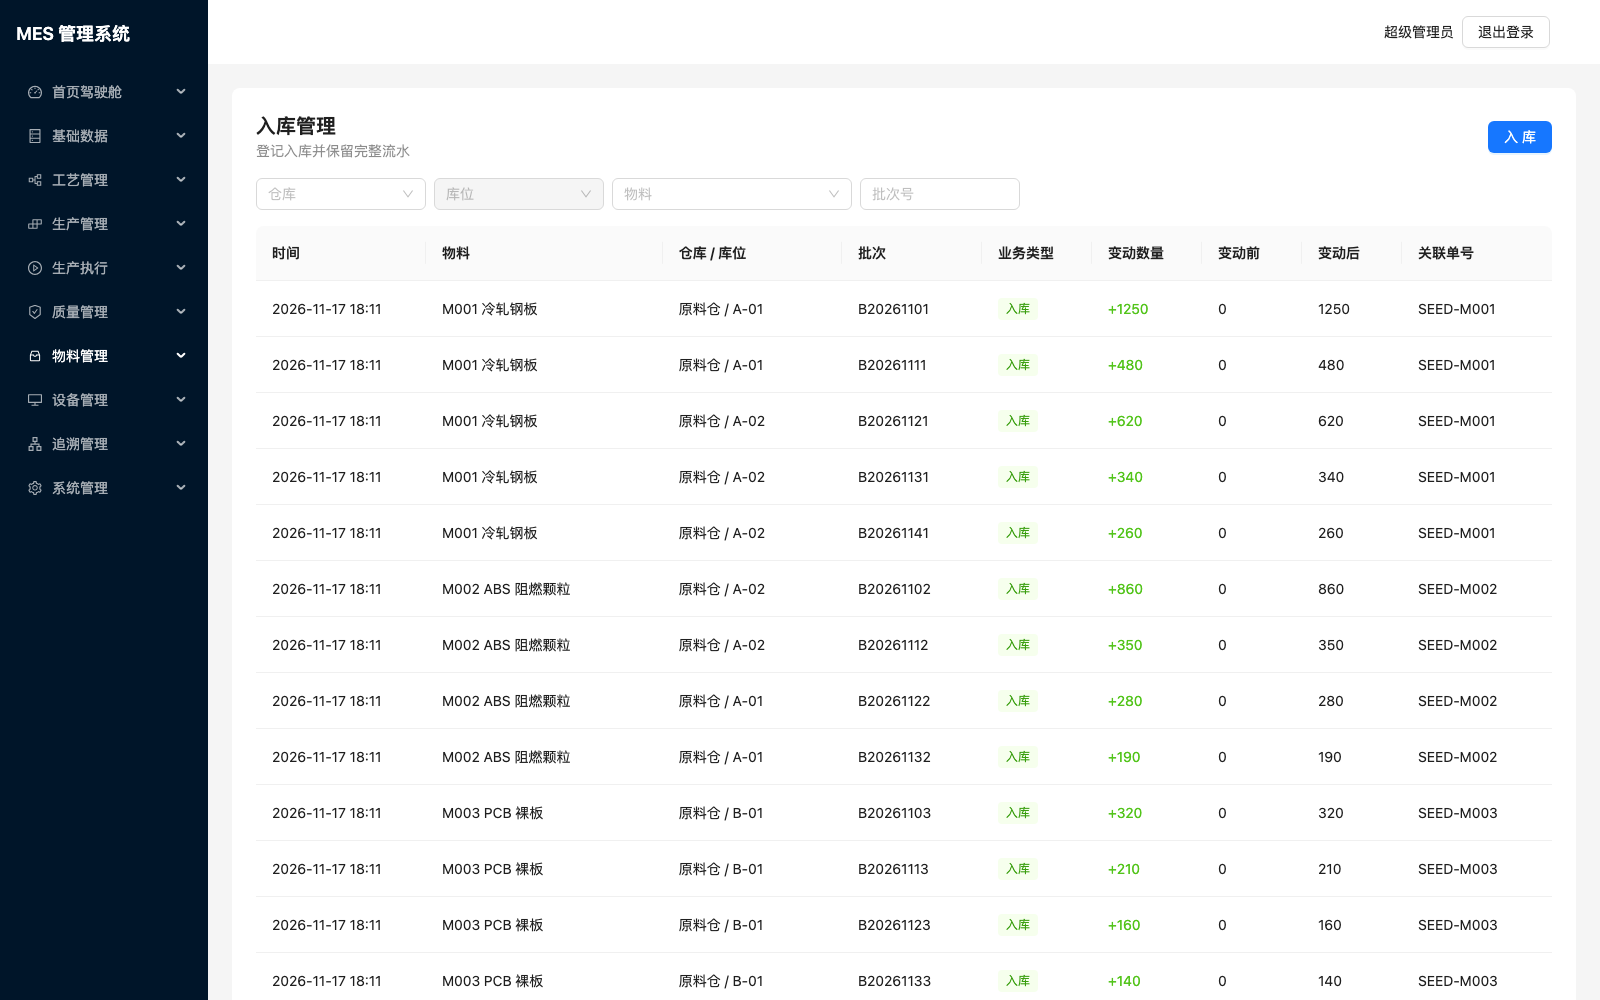 MES 管理系统
首页驾驶舱
基础数据
工艺管理
生产管理
生产执行
质量管理
物料管理
设备管理
追溯管理
系统管理
超级管理员 退出登录
入库管理
登记入库并保留完整流水
入 库
仓库 库位 物料 批次号
时间 物料 仓库 / 库位 批次 业务类型 变动数量 变动前 变动后 关联单号
2026-11-17 18:11 M001 冷轧钢板 原料仓 / A-01 B20261101 入库 +1250 0 1250 SEED-M001
2026-11-17 18:11 M001 冷轧钢板 原料仓 / A-01 B20261111 入库 +480 0 480 SEED-M001
2026-11-17 18:11 M001 冷轧钢板 原料仓 / A-02 B20261121 入库 +620 0 620 SEED-M001
2026-11-17 18:11 M001 冷轧钢板 原料仓 / A-02 B20261131 入库 +340 0 340 SEED-M001
2026-11-17 18:11 M001 冷轧钢板 原料仓 / A-02 B20261141 入库 +260 0 260 SEED-M001
2026-11-17 18:11 M002 ABS 阻燃颗粒 原料仓 / A-02 B20261102 入库 +860 0 860 SEED-M002
2026-11-17 18:11 M002 ABS 阻燃颗粒 原料仓 / A-02 B20261112 入库 +350 0 350 SEED-M002
2026-11-17 18:11 M002 ABS 阻燃颗粒 原料仓 / A-01 B20261122 入库 +280 0 280 SEED-M002
2026-11-17 18:11 M002 ABS 阻燃颗粒 原料仓 / A-01 B20261132 入库 +190 0 190 SEED-M002
2026-11-17 18:11 M003 PCB 裸板 原料仓 / B-01 B20261103 入库 +320 0 320 SEED-M003
2026-11-17 18:11 M003 PCB 裸板 原料仓 / B-01 B20261113 入库 +210 0 210 SEED-M003
2026-11-17 18:11 M003 PCB 裸板 原料仓 / B-01 B20261123 入库 +160 0 160 SEED-M003
2026-11-17 18:11 M003 PCB 裸板 原料仓 / B-01 B20261133 入库 +140 0 140 SEED-M003